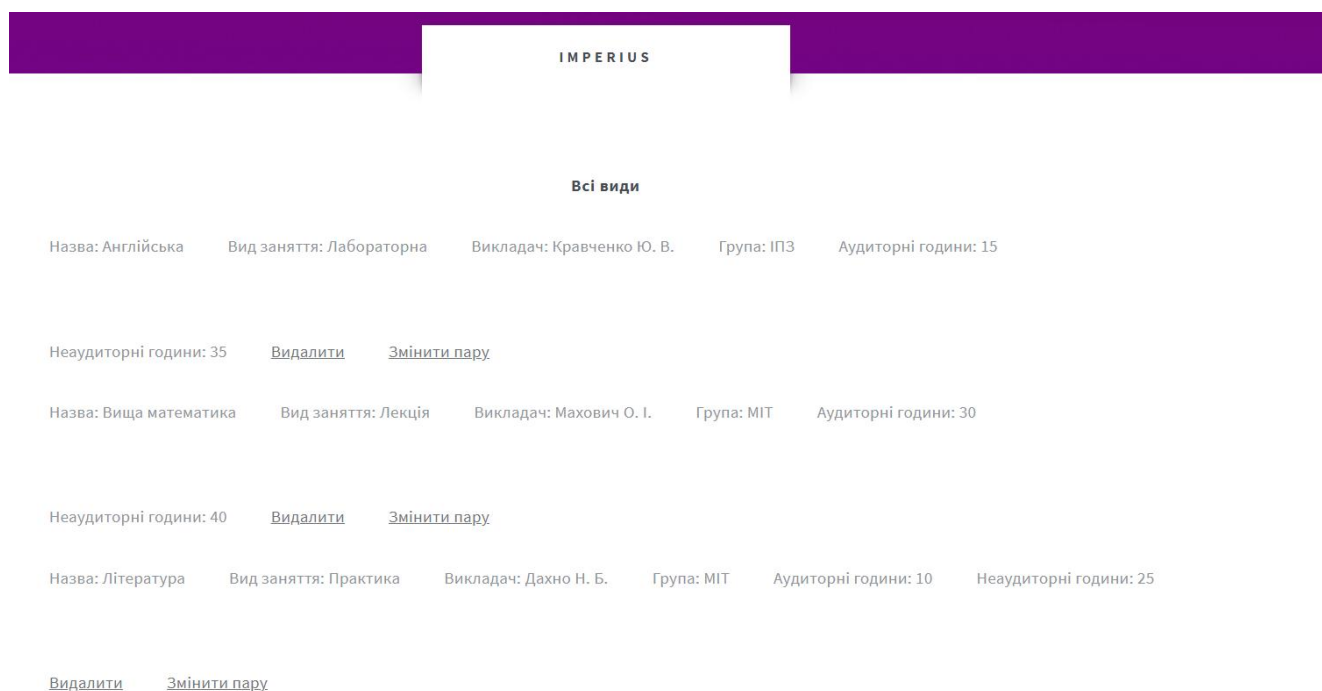 IMPERIUS
Всі види
Назва: Англійська Вид заняття: Лабораторна Викладач: Кравченко Ю. В. Група: ІПЗ Аудиторні години: 15
Неаудиторні години: 35 Видалити Змінити пару
Назва: Вища математика Вид заняття: Лекція Викладач: Махович О. І. Група: МІТ Аудиторні години: 30
Неаудиторні години: 40 Видалити Змінити пару
Назва: Література Вид заняття: Практика Викладач: Дахно Н. Б. Група: МІТ Аудиторні години: 10 Неаудиторні години: 25
Видалити Змінити пару